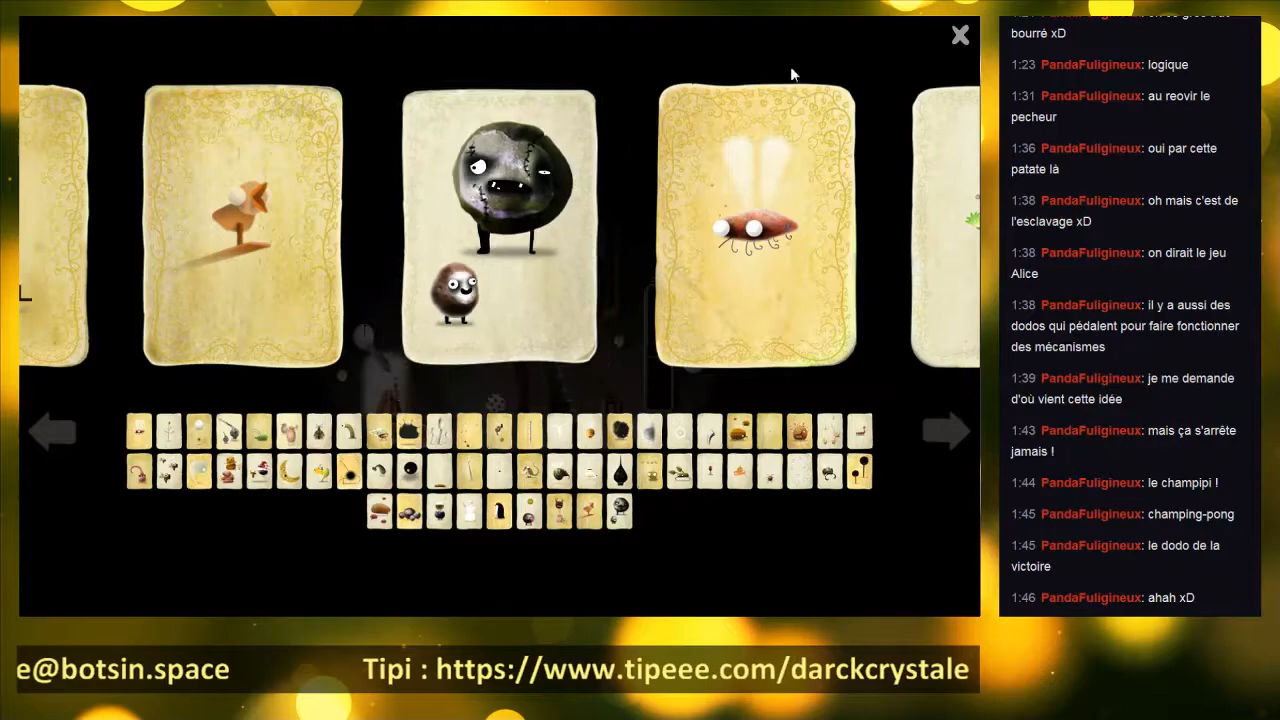 bourré xD
1:23 PandaFuligineux: logique
1:31 PandaFuligineux: au reovir le
pecheur
1:36 PandaFuligineux: oui par cette
patate là
1:38 PandaFuligineux: oh mais c'est de
l'esclavage xD
1:38 PandaFuligineux: on dirait le jeu
Alice
1:38 PandaFuligineux: il y a aussi des
dodos qui pédalent pour faire fonctionner
des mécanismes
1:39 PandaFuligineux: je me demande
d'où vient cette idée
1:43 PandaFuligineux: mais ça s'arrête
jamais !
1:44 PandaFuligineux: le champipi !
1:45 PandaFuligineux: champing-pong
1:45 PandaFuligineux: le dodo de la
victoire
1:46 PandaFuligineux: ahah xD
e@botsin.space Tipi : https://www.tipeee.com/darckcrystale